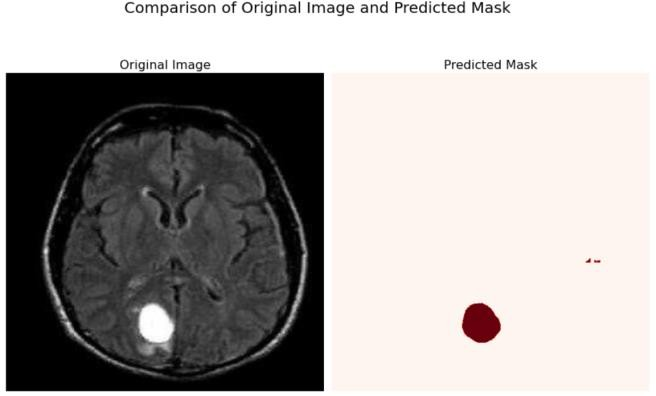 Comparison of Original Image and Predicted Mask
Original Image
Predicted Mask